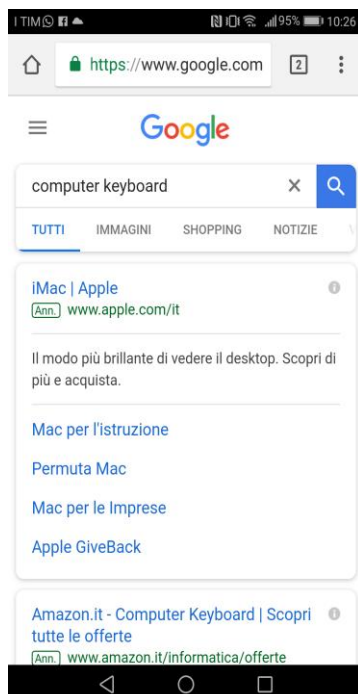 I TIM 95% 10:26
https://www.google.com 2
Google
computer keyboard
TUTTI IMMAGINI SHOPPING NOTIZIE
iMac | Apple
Ann. www.apple.com/it
Il modo più brillante di vedere il desktop. Scopri di
più e acquista.
Mac per l'istruzione
Permuta Mac
Mac per le Imprese
Apple GiveBack
Amazon.it - Computer Keyboard | Scopri
tutte le offerte
Ann. www.amazon.it/informatica/offerte